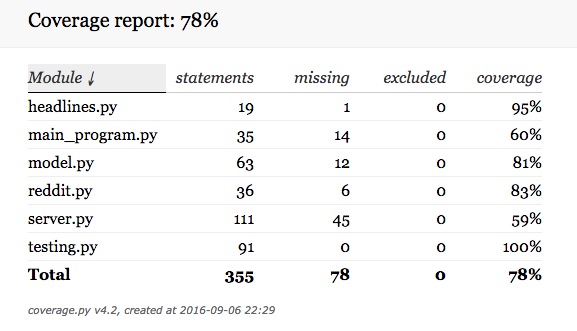 Coverage report: 78%
Module ↓ statements missing excluded coverage
headlines.py 19 1 0 95%
main_program.py 35 14 0 60%
model.py 63 12 0 81%
reddit.py 36 6 0 83%
server.py 111 45 0 59%
testing.py 91 0 0 100%
Total 355 78 0 78%
coverage.py v4.2, created at 2016-09-06 22:29